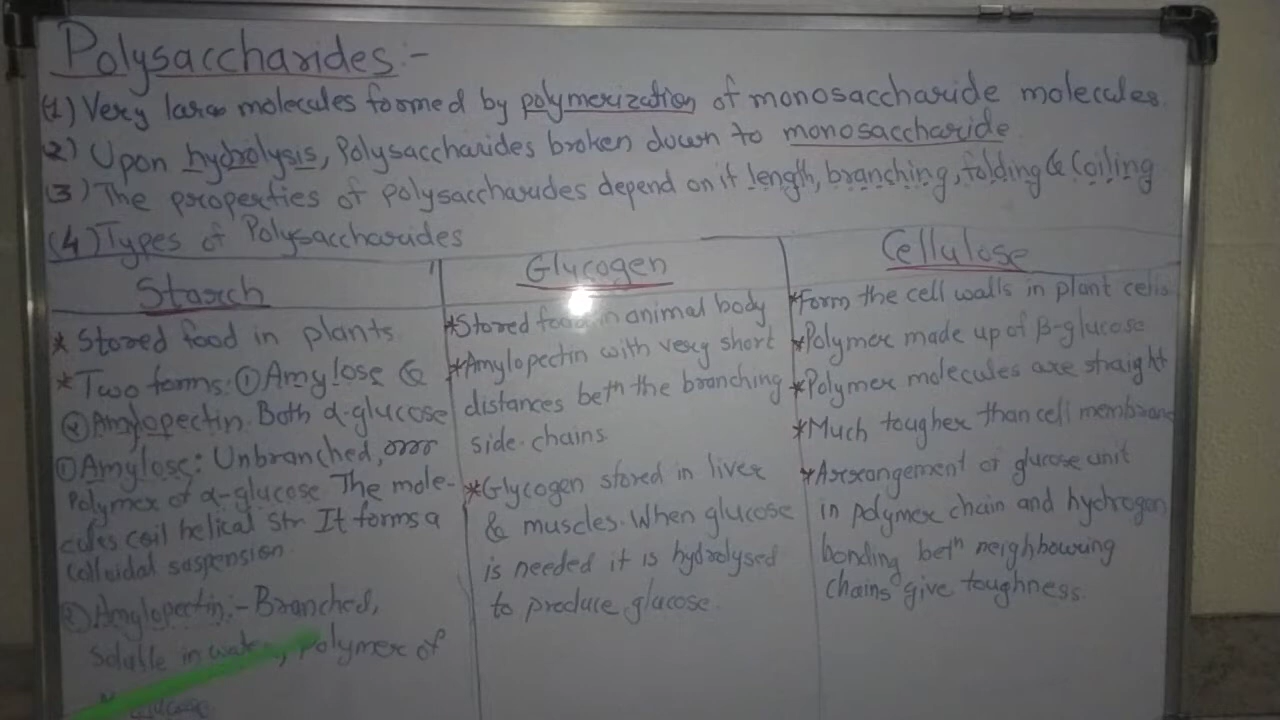 Polysaccharides:-
(1) Very large molecules formed by polymerization of monosaccharide molecules.
(2) Upon hydrolysis, Polysaccharides broken down to monosaccharide
(3) The properties of polysaccharides depend on it length, branching, folding & Coiling
(4) Types of Polysaccharides
Starch
* Stored food in plants
* Two forms: ① Amylose &
② Amylopectin. Both α-glucose
① Amylose: Unbranched,
Polymer of α-glucose The mole-
cules coil helical Str. It forms a
colloidal suspension.
② Amylopectin:- Branched,
Soluble in water, polymer of
glucose
Glycogen
* Stored food in animal body
* Amylopectin with very short
distances betn the branching
side-chains
* Glycogen stored in liver
& muscles. When glucose
is needed it is hydrolysed
to produce glucose.
Cellulose
* Form the cell walls in plant cells
* Polymer made up of β-glucose
* Polymer molecules are straight
* Much tougher than cell membrane
* Arrangement of glucose unit
in polymer chain and hydrogen
bonding betn neighbouring
chains give toughness.